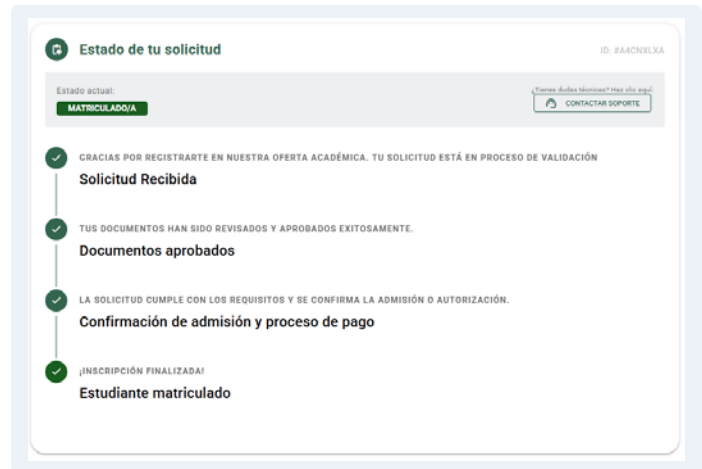 Estado de tu solicitud
ID: #A4CNXLXA
Estado actual:
MATRICULADO/A
¿Tienes dudas técnicas? Haz clic aquí.
CONTACTAR SOPORTE
GRACIAS POR REGISTRARTE EN NUESTRA OFERTA ACADÉMICA. TU SOLICITUD ESTÁ EN PROCESO DE VALIDACIÓN
Solicitud Recibida
TUS DOCUMENTOS HAN SIDO REVISADOS Y APROBADOS EXITOSAMENTE.
Documentos aprobados
LA SOLICITUD CUMPLE CON LOS REQUISITOS Y SE CONFIRMA LA ADMISIÓN O AUTORIZACIÓN.
Confirmación de admisión y proceso de pago
¡INSCRIPCIÓN FINALIZADA!
Estudiante matriculado